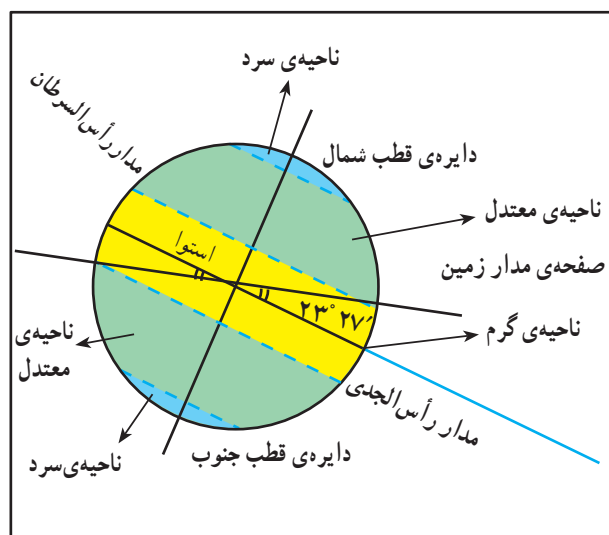 ناحیه‌ی سرد
مدار رأس‌السرطان
دایره‌ی قطب شمال
ناحیه‌ی معتدل
استوا
صفحه‌ی مدار زمین
۲۳°۲۷′
ناحیه‌ی گرم
ناحیه‌ی
معتدل
مدار رأس‌الجدی
دایره‌ی قطب جنوب
ناحیه‌ی سرد